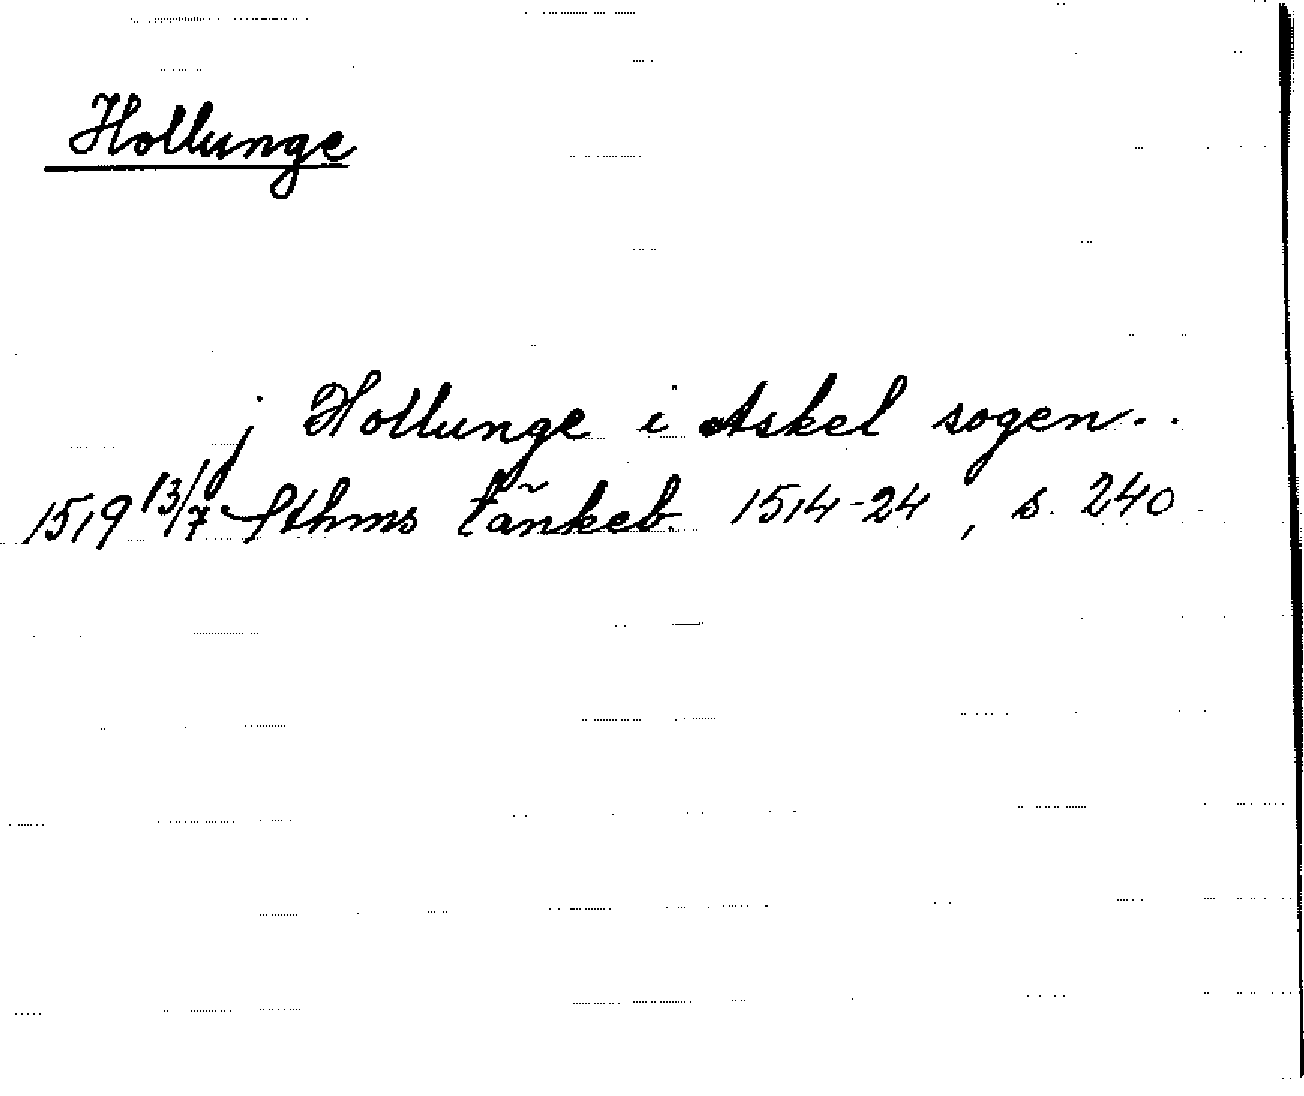 Hollunge
j Hollunge i Askel sogen..
1519 13/7 Sthms tänkeb. 1514-24, s. 240